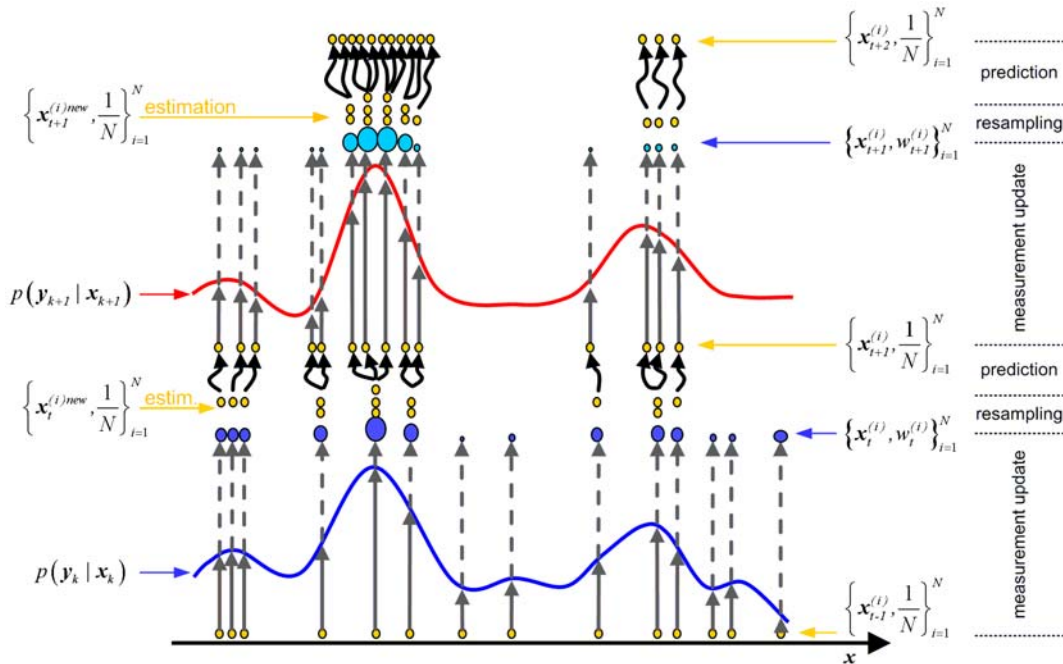 {x_{t+2}^{(i)}, 1/N}_{i=1}^{N}
prediction
{x_{t+1}^{(i)new}, 1/N}_{i=1}^{N} estimation
resampling
{x_{t+1}^{(i)}, w_{t+1}^{(i)}}_{i=1}^{N}
measurement update
p(y_{k+1} | x_{k+1})
{x_{t+1}^{(i)}, 1/N}_{i=1}^{N}
prediction
{x_t^{(i)new}, 1/N}_{i=1}^{N} estim.
resampling
{x_t^{(i)}, w_t^{(i)}}_{i=1}^{N}
measurement update
p(y_k | x_k)
{x_{t-1}^{(i)}, 1/N}_{i=1}^{N}
x